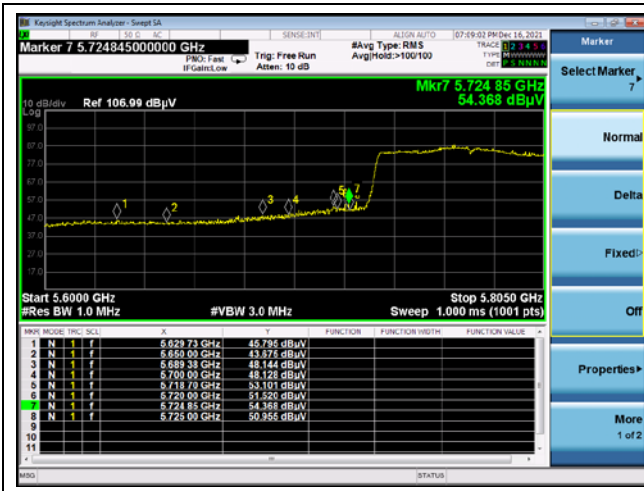 Keysight Spectrum Analyzer - Swept SA
RF 50 Ω AC SENSE:INT ALIGN AUTO 07:09:02 PM Dec 16, 2021
Marker 7 5.724845000000 GHz
PNO: Fast
IFGain:Low
Trig: Free Run
Atten: 10 dB
#Avg Type: RMS
Avg|Hold:>100/100
TRACE 1 2 3 4 5 6
TYPE M WWWWW
DET P S N N N N
Mkr7 5.724 85 GHz
54.368 dBµV
10 dB/div Ref 106.99 dBµV
Log
97.0
87.0
77.0
67.0
57.0
47.0
37.0
27.0
17.0
1 2 3 4 5 7
Start 5.6000 GHz Stop 5.8050 GHz
#Res BW 1.0 MHz #VBW 3.0 MHz Sweep 1.000 ms (1001 pts)
MKR MODE TRC SCL X Y FUNCTION FUNCTION WIDTH FUNCTION VALUE
1 N 1 f 5.629 73 GHz 45.795 dBµV
2 N 1 f 5.650 00 GHz 43.675 dBµV
3 N 1 f 5.689 38 GHz 48.144 dBµV
4 N 1 f 5.700 00 GHz 48.128 dBµV
5 N 1 f 5.718 70 GHz 53.101 dBµV
6 N 1 f 5.720 00 GHz 51.520 dBµV
7 N 1 f 5.724 85 GHz 54.368 dBµV
8 N 1 f 5.725 00 GHz 50.955 dBµV
9
10
11
MSG STATUS
Marker
Select Marker
7
Normal
Delta
Fixed
Off
Properties
More
1 of 2